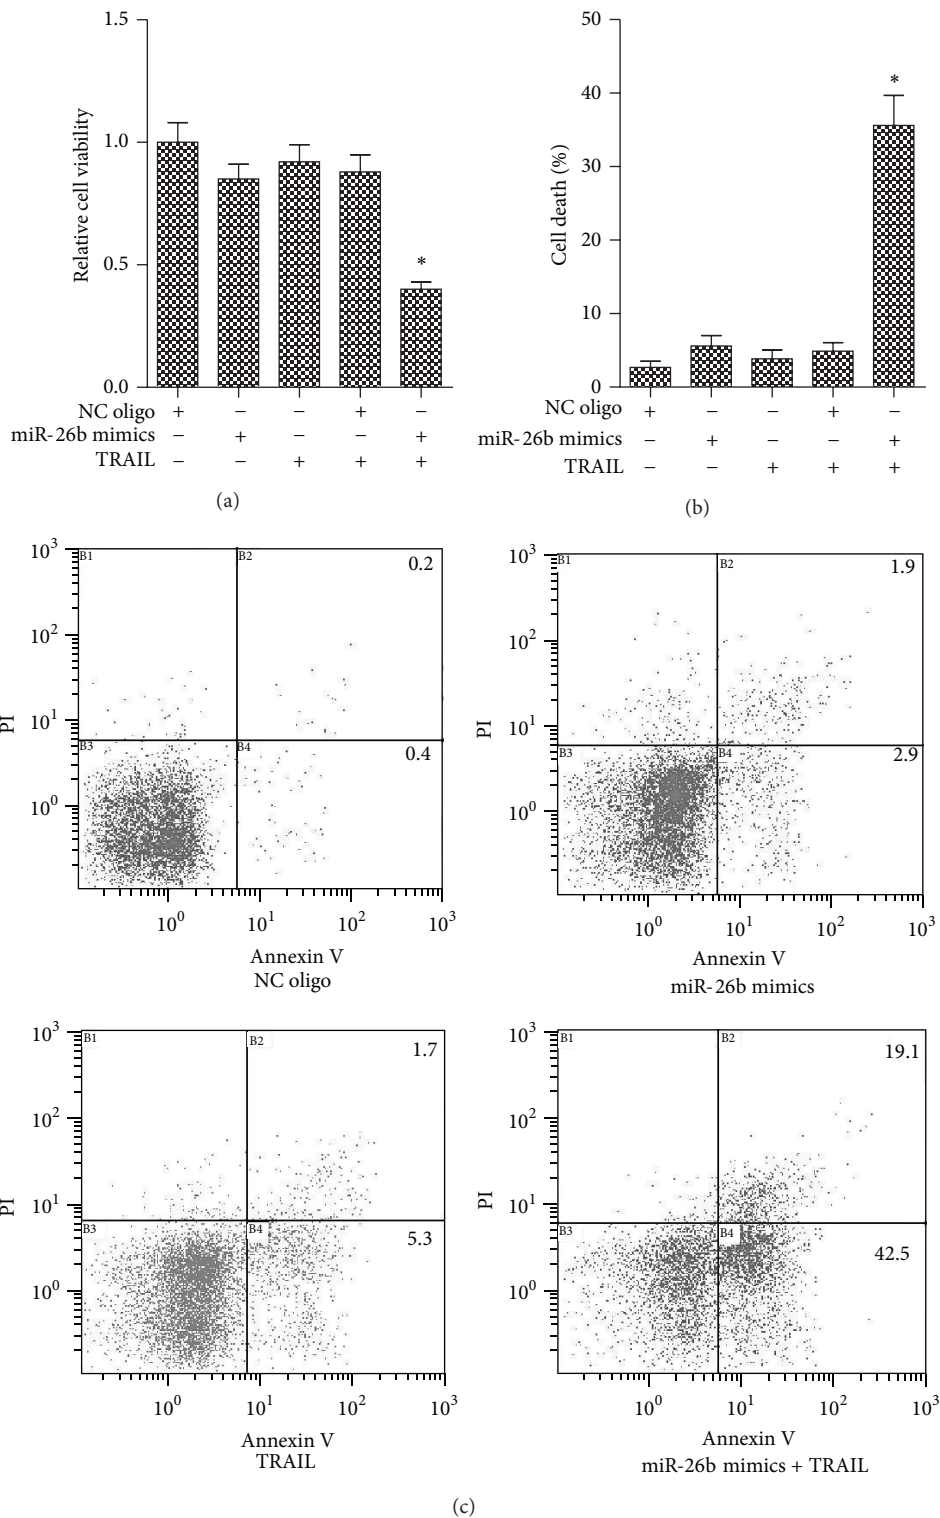 1.5
1.0
0.5
0.0
Relative cell viability
*
NC oligo + − − + −
miR-26b mimics − + − − +
TRAIL − − + + +
(a)
50
40
30
20
10
0
Cell death (%)
*
NC oligo + − − + −
miR-26b mimics − + − − +
TRAIL − − + + +
(b)
10³
10²
10¹
10⁰
PI
B1
B2
0.2
B3
B4
0.4
10⁰ 10¹ 10² 10³
Annexin V
NC oligo
10³
10²
10¹
10⁰
PI
B1
B2
1.9
B3
B4
2.9
10⁰ 10¹ 10² 10³
Annexin V
miR-26b mimics
10³
10²
10¹
10⁰
PI
B1
B2
1.7
B3
B4
5.3
10⁰ 10¹ 10² 10³
Annexin V
TRAIL
10³
10²
10¹
10⁰
PI
B1
B2
19.1
B3
B4
42.5
10⁰ 10¹ 10² 10³
Annexin V
miR-26b mimics + TRAIL
(c)